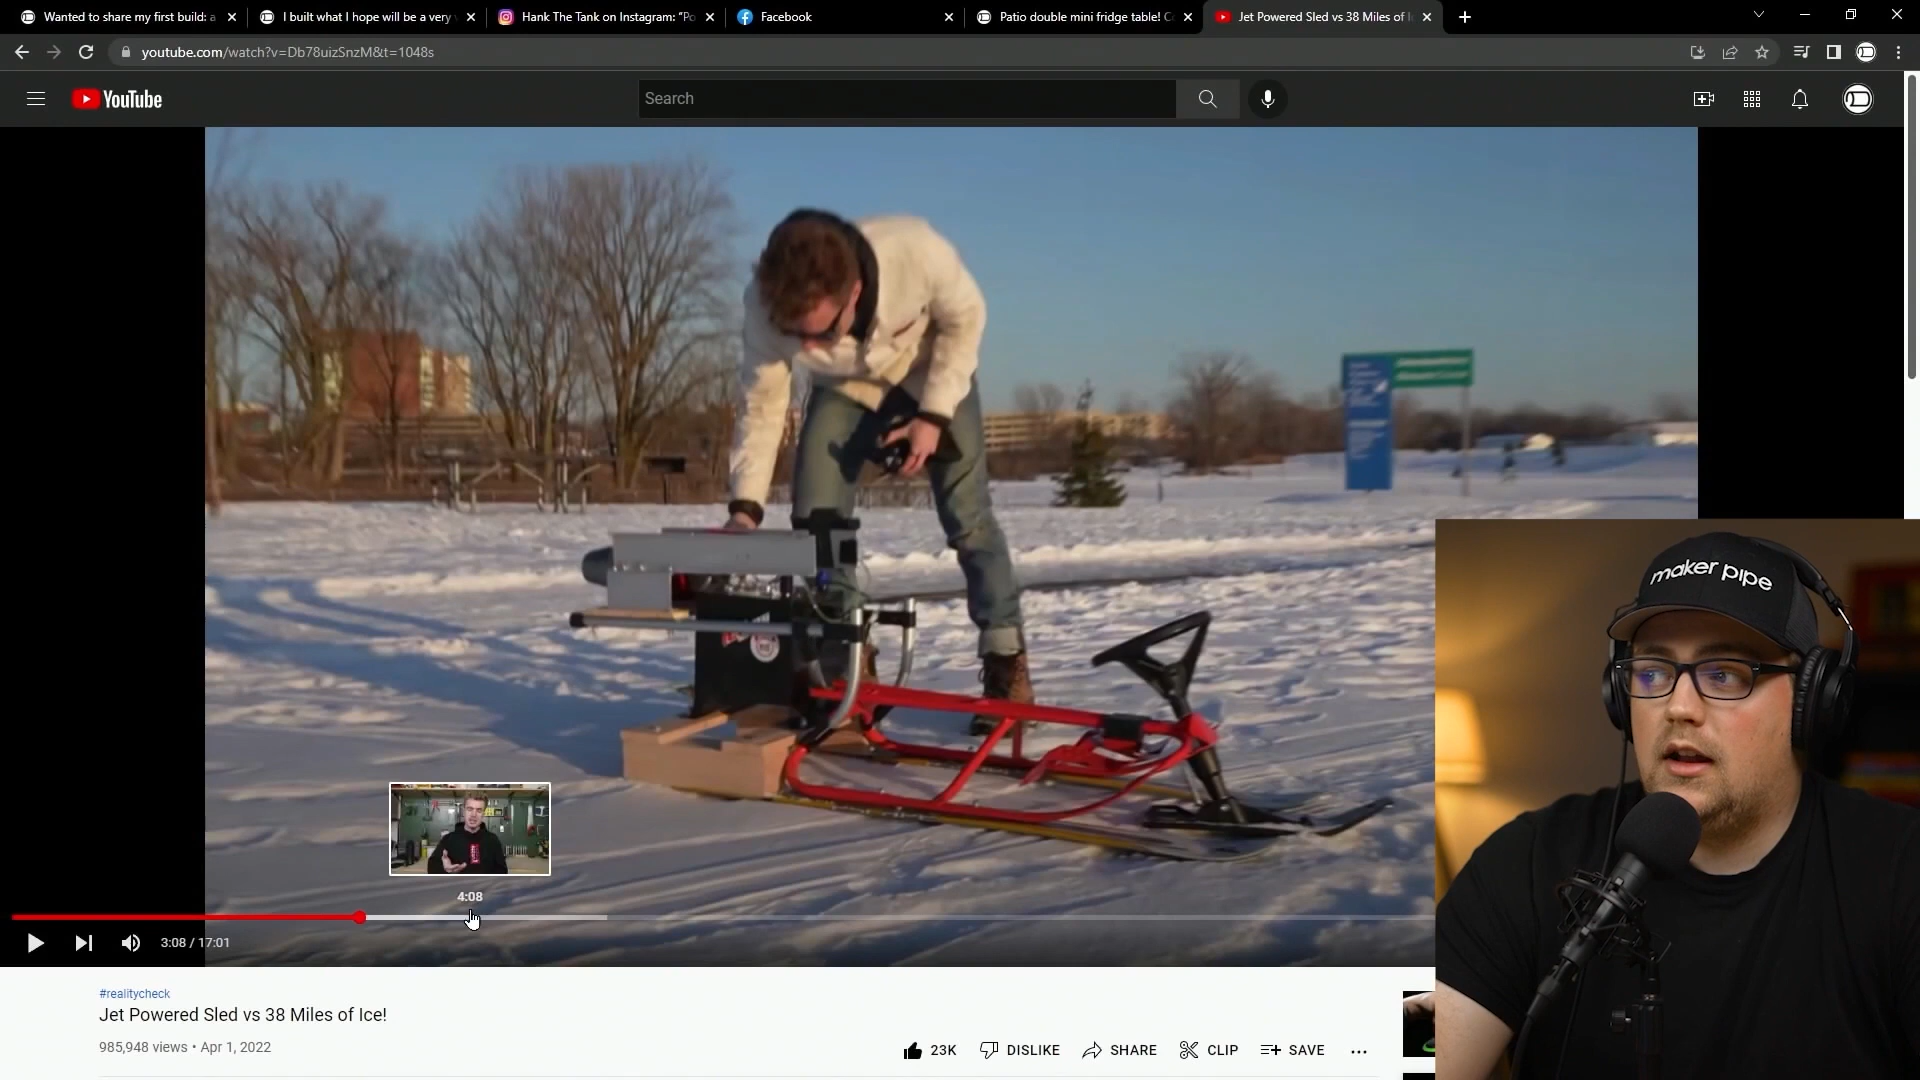 Wanted to share my first build: a
I built what I hope will be a very
Hank The Tank on Instagram: "Po
Facebook
Patio double mini fridge table! C
Jet Powered Sled vs 38 Miles of I
youtube.com/watch?v=Db78uizSnzM&t=1048s
YouTube
Search
maker pipe
4:08
3:08 / 17:01
#realitycheck
Jet Powered Sled vs 38 Miles of Ice!
985,948 views • Apr 1, 2022
23K
DISLIKE
SHARE
CLIP
SAVE